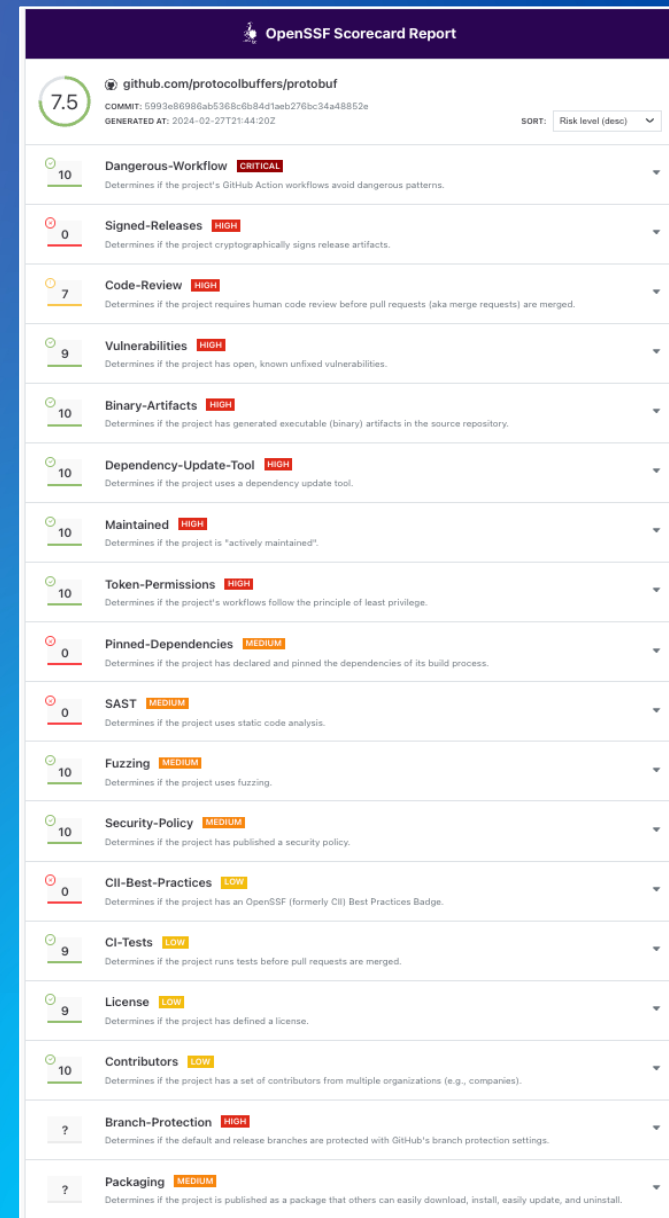 OpenSSF Scorecard Report
7.5
github.com/protocolbuffers/protobuf
COMMIT: 5993e86986ab5368c6b84d1aeb276bc34a48852e
GENERATED AT: 2024-02-27T21:44:20Z
SORT: Risk level (desc)
10 Dangerous-Workflow CRITICAL
Determines if the project's GitHub Action workflows avoid dangerous patterns.
0 Signed-Releases HIGH
Determines if the project cryptographically signs release artifacts.
7 Code-Review HIGH
Determines if the project requires human code review before pull requests (aka merge requests) are merged.
9 Vulnerabilities HIGH
Determines if the project has open, known unfixed vulnerabilities.
10 Binary-Artifacts HIGH
Determines if the project has generated executable (binary) artifacts in the source repository.
10 Dependency-Update-Tool HIGH
Determines if the project uses a dependency update tool.
10 Maintained HIGH
Determines if the project is "actively maintained".
10 Token-Permissions HIGH
Determines if the project's workflows follow the principle of least privilege.
0 Pinned-Dependencies MEDIUM
Determines if the project has declared and pinned the dependencies of its build process.
0 SAST MEDIUM
Determines if the project uses static code analysis.
10 Fuzzing MEDIUM
Determines if the project uses fuzzing.
10 Security-Policy MEDIUM
Determines if the project has published a security policy.
0 CII-Best-Practices LOW
Determines if the project has an OpenSSF (formerly CII) Best Practices Badge.
9 CI-Tests LOW
Determines if the project runs tests before pull requests are merged.
9 License LOW
Determines if the project has defined a license.
10 Contributors LOW
Determines if the project has a set of contributors from multiple organizations (e.g., companies).
? Branch-Protection HIGH
Determines if the default and release branches are protected with GitHub's branch protection settings.
? Packaging MEDIUM
Determines if the project is published as a package that others can easily download, install, easily update, and uninstall.